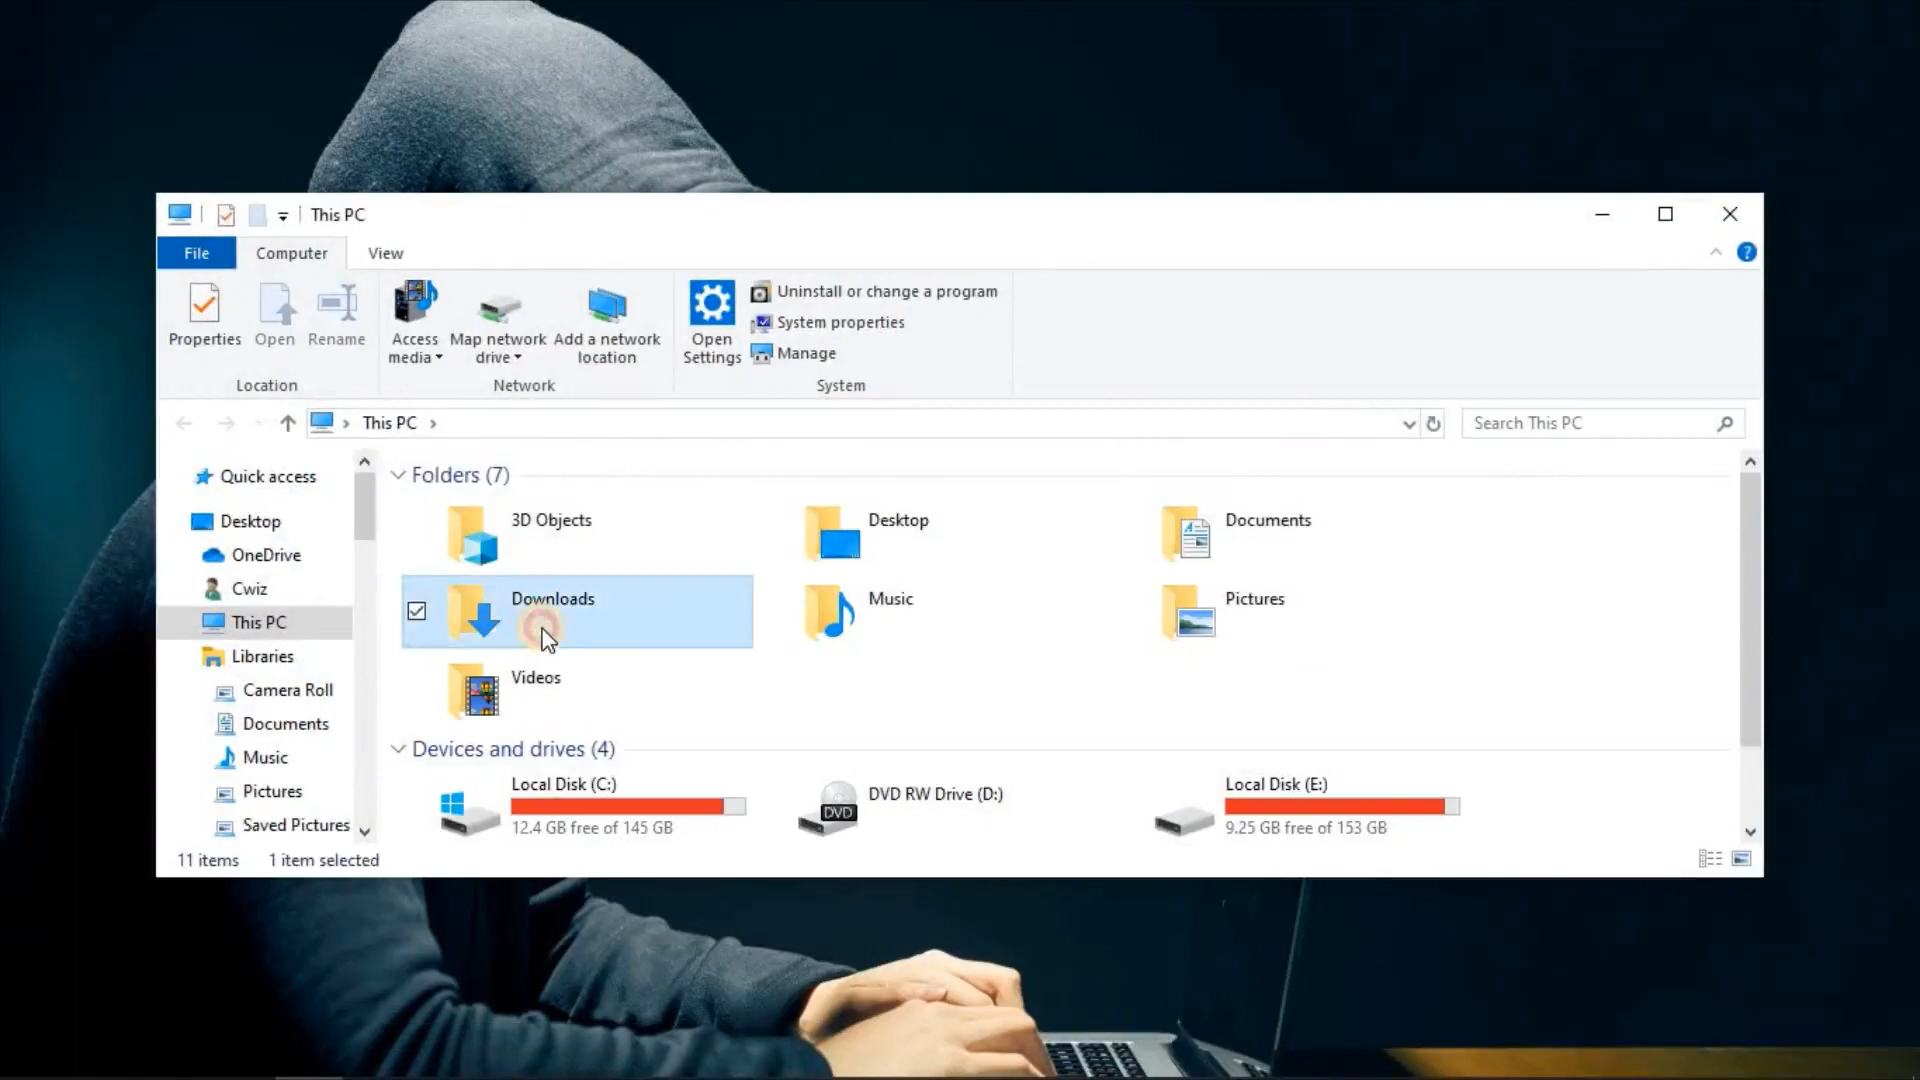 This PC
File
Computer
View
Properties
Open
Rename
Access media
Map network drive
Add a network location
Open Settings
Uninstall or change a program
System properties
Manage
Location
Network
System
This PC
Search This PC
Quick access
Desktop
OneDrive
Cwiz
This PC
Libraries
Camera Roll
Documents
Music
Pictures
Saved Pictures
Folders (7)
3D Objects
Desktop
Documents
Downloads
Music
Pictures
Videos
Devices and drives (4)
Local Disk (C:)
12.4 GB free of 145 GB
DVD RW Drive (D:)
DVD
Local Disk (E:)
9.25 GB free of 153 GB
11 items
1 item selected